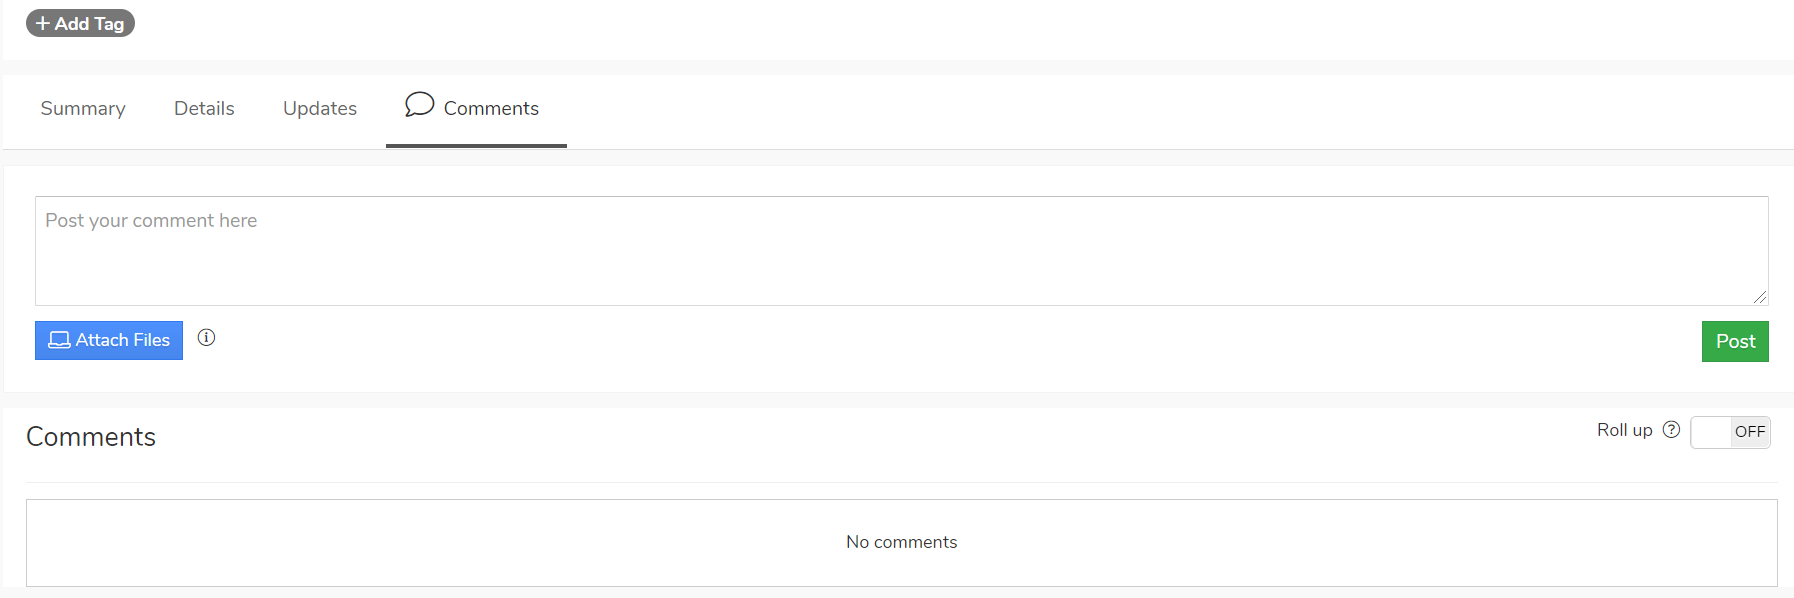 + Add Tag
Summary Details Updates Comments
Post your comment here
Attach Files
Post
Comments
Roll up OFF
No comments